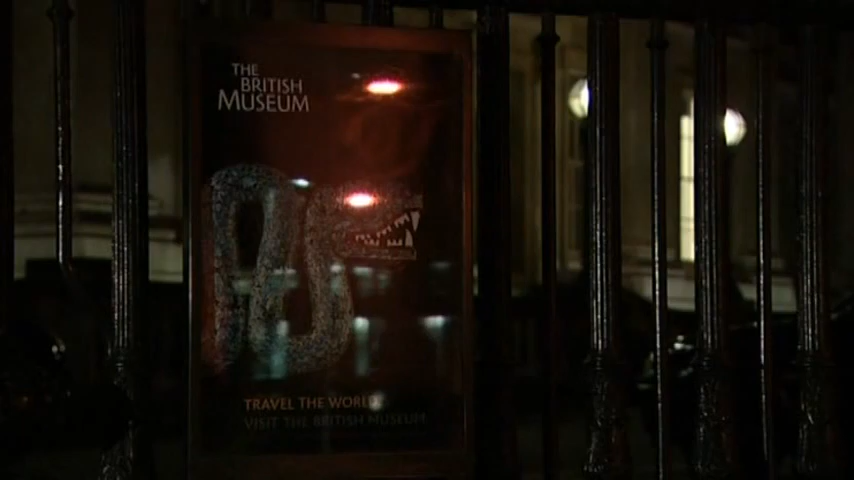 THE
BRITISH
MUSEUM
TRAVEL THE WORLD
VISIT THE BRITISH MUSEUM